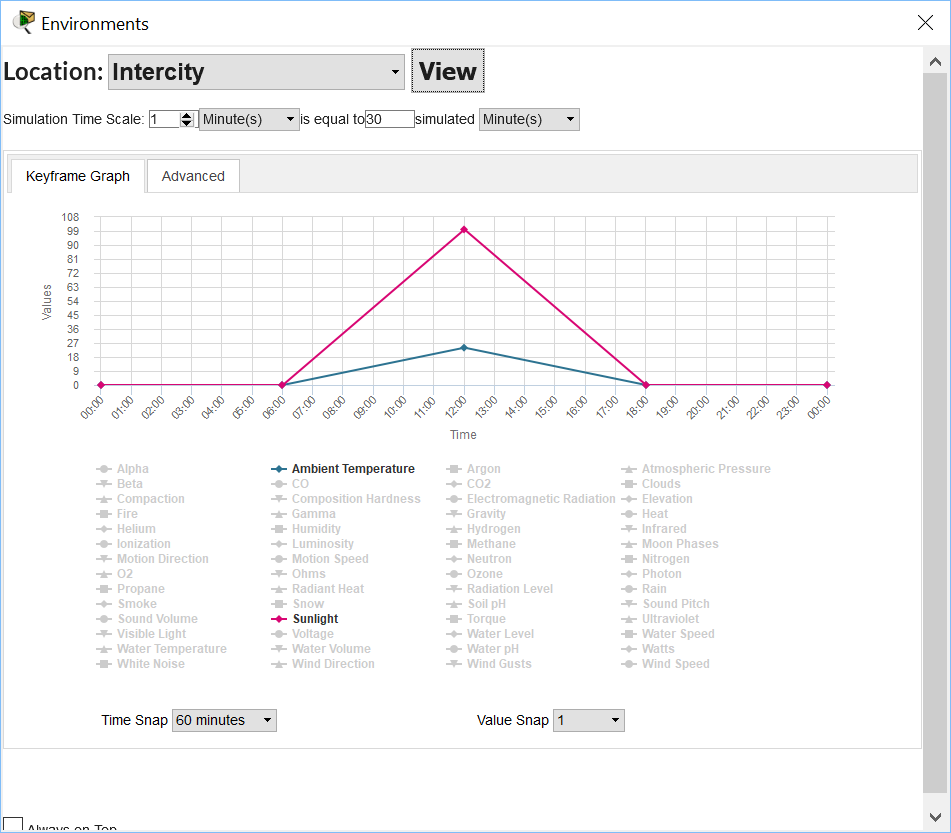 Environments
Location: Intercity View
Simulation Time Scale: 1 Minute(s) is equal to 30 simulated Minute(s)
Keyframe Graph Advanced
108
99
90
81
72
63
54
45
36
27
18
9
0
Values
00:00 01:00 02:00 03:00 04:00 05:00 06:00 07:00 08:00 09:00 10:00 11:00 12:00 13:00 14:00 15:00 16:00 17:00 18:00 19:00 20:00 21:00 22:00 23:00 00:00
Time
Alpha Ambient Temperature Argon Atmospheric Pressure
Beta CO CO2 Clouds
Compaction Composition Hardness Electromagnetic Radiation Elevation
Fire Gamma Gravity Heat
Helium Humidity Hydrogen Infrared
Ionization Luminosity Methane Moon Phases
Motion Direction Motion Speed Neutron Nitrogen
O2 Ohms Ozone Photon
Propane Radiant Heat Radiation Level Rain
Smoke Snow Soil pH Sound Pitch
Sound Volume Sunlight Torque Ultraviolet
Visible Light Voltage Water Level Water Speed
Water Temperature Water Volume Water pH Watts
White Noise Wind Direction Wind Gusts Wind Speed
Time Snap 60 minutes Value Snap 1
Always on Top